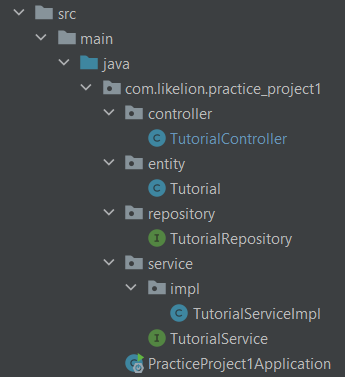 src
main
java
com.likelion.practice_project1
controller
C TutorialController
entity
C Tutorial
repository
I TutorialRepository
service
impl
C TutorialServiceImpl
I TutorialService
PracticeProject1Application